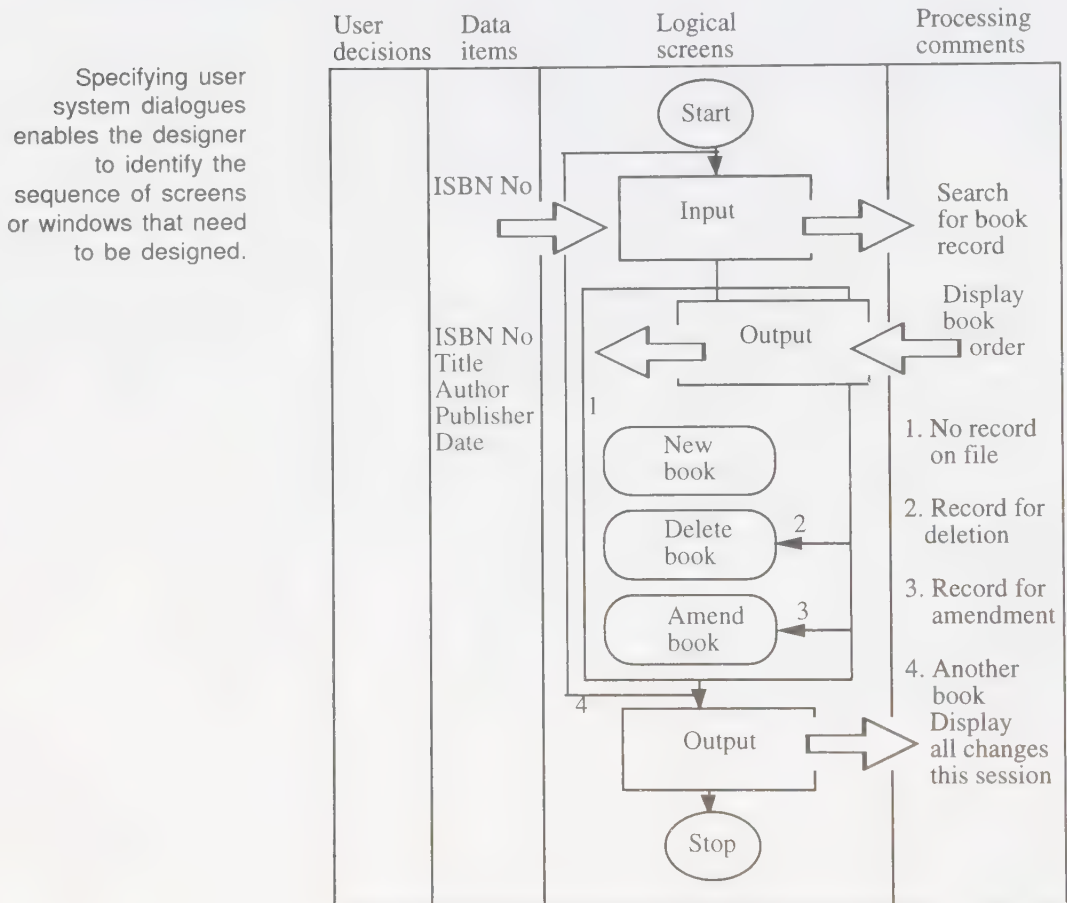 Specifying user
system dialogues
enables the designer
to identify the
sequence of screens
or windows that need
to be designed.
User
decisions
Data
items
Logical
screens
Processing
comments
Start
ISBN No
Input
Search
for book
record
ISBN No
Title
Author
Publisher
Date
Output
Display
book
order
1
New
book
1. No record
on file
Delete
book
2
2. Record for
deletion
Amend
book
3
3. Record for
amendment
4
4. Another
book
Display
all changes
this session
Output
Stop